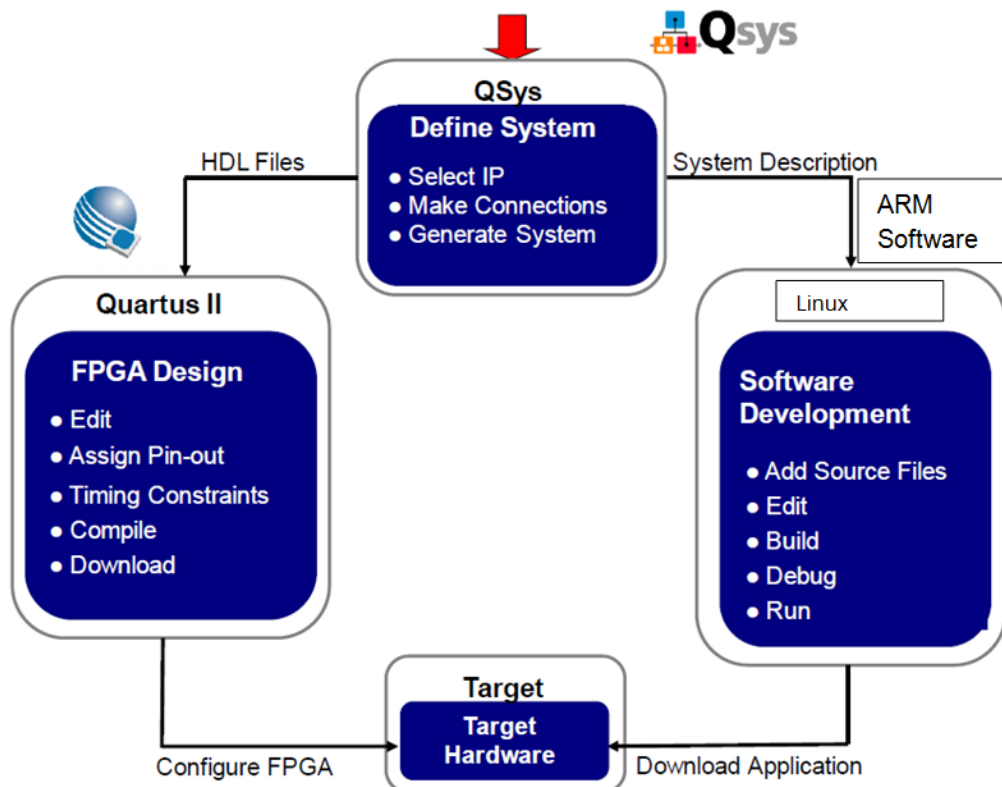 Qsys
QSys
Define System
● Select IP
● Make Connections
● Generate System
HDL Files
System Description
ARM
Software
Quartus II
FPGA Design
● Edit
● Assign Pin-out
● Timing Constraints
● Compile
● Download
Linux
Software
Development
● Add Source Files
● Edit
● Build
● Debug
● Run
Target
Target
Hardware
Configure FPGA
Download Application